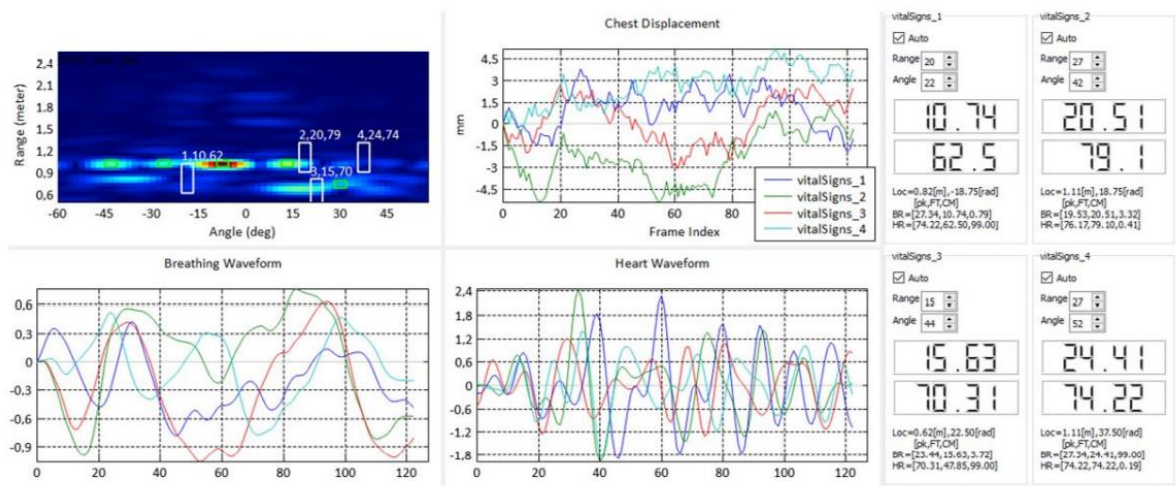 2,4
2.1
1.8
1.5
1.2
0.9
0.6
Range (meter)
1,10,62
2,20,79
3,15,70
4,24,74
-60 -45 -30 -15 0 15 30 45
Angle (deg)
Chest Displacement
4.5
3
1.5
0
-1.5
-3
-4.5
mm
0 20 40 60 80
Frame Index
vitalSigns_1
vitalSigns_2
vitalSigns_3
vitalSigns_4
Breathing Waveform
0,6
0.3
0.0
-0.3
-0.6
-0.9
0 20 40 60 80 100 120
Heart Waveform
2,4
1.8
1.2
0.6
0
-0.6
-1.2
-1.8
0 20 40 60 80 100 120
vitalSigns_1
Auto
Range 20
Angle 22
10.74
62.5
Loc=0.82[m],-18.75[rad]
[pk,FT,CM]
BR=[27.34,10.74,0.79]
HR=[74.22,62.50,99.00]
vitalSigns_2
Auto
Range 27
Angle 42
20.51
79.1
Loc=1.11[m],18.75[rad]
[pk,FT,CM]
BR=[19.53,20.51,3.32]
HR=[76.17,79.10,0.41]
vitalSigns_3
Auto
Range 15
Angle 44
15.63
70.31
Loc=0.62[m],22.50[rad]
[pk,FT,CM]
BR=[23.44,15.63,3.72]
HR=[70.31,47.85,99.00]
vitalSigns_4
Auto
Range 27
Angle 52
24.41
74.22
Loc=1.11[m],37.50[rad]
[pk,FT,CM]
BR=[27.34,24.41,99.00]
HR=[74.22,74.22,0.19]